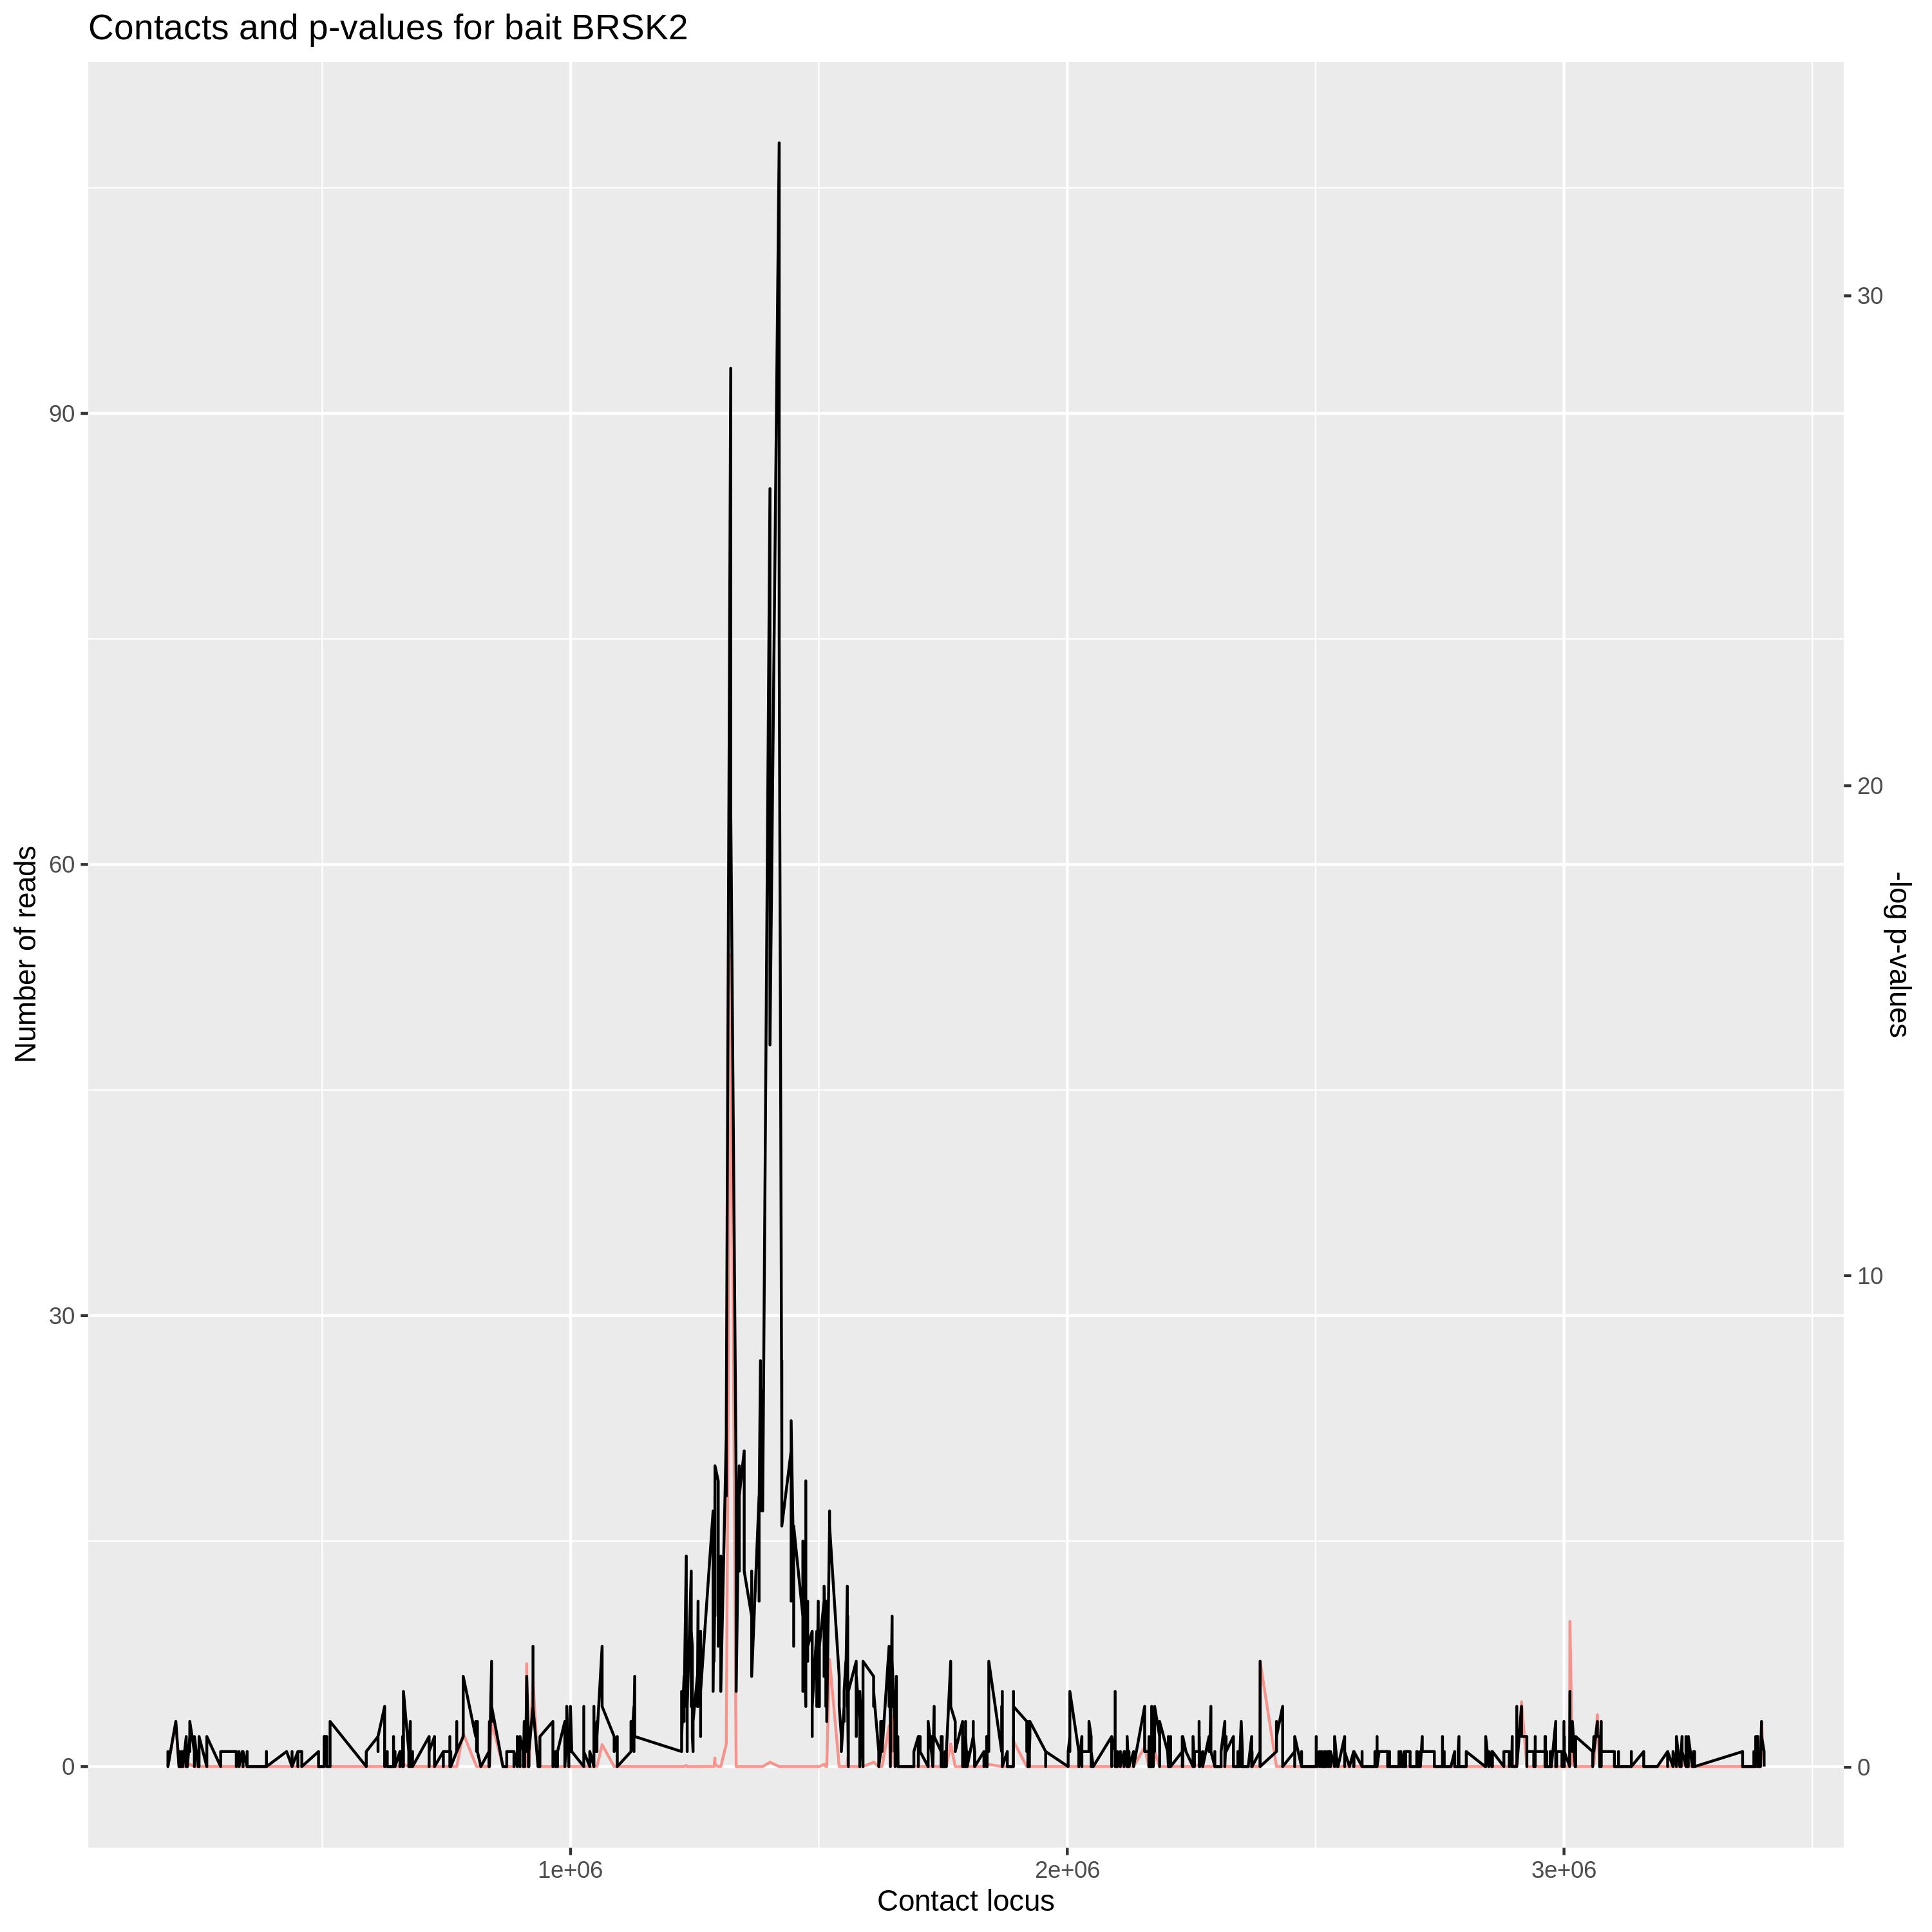 Contacts and p-values for bait BRSK2
90
60
30
0
Number of reads
30
20
10
0
-log p-values
1e+06
2e+06
3e+06
Contact locus